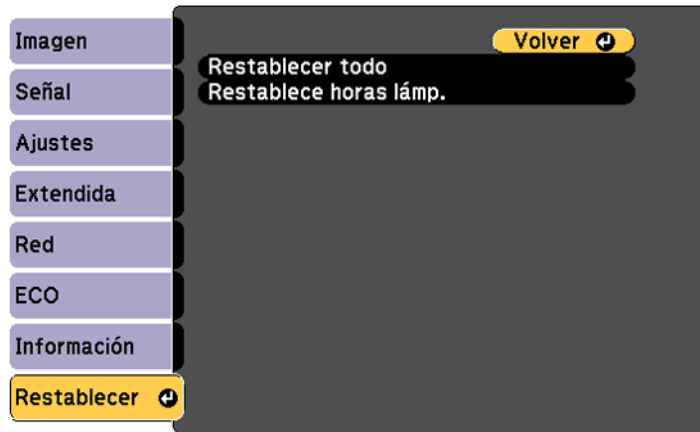 Imagen
Señal
Ajustes
Extendida
Red
ECO
Información
Restablecer
Volver
Restablecer todo
Restablece horas lámp.